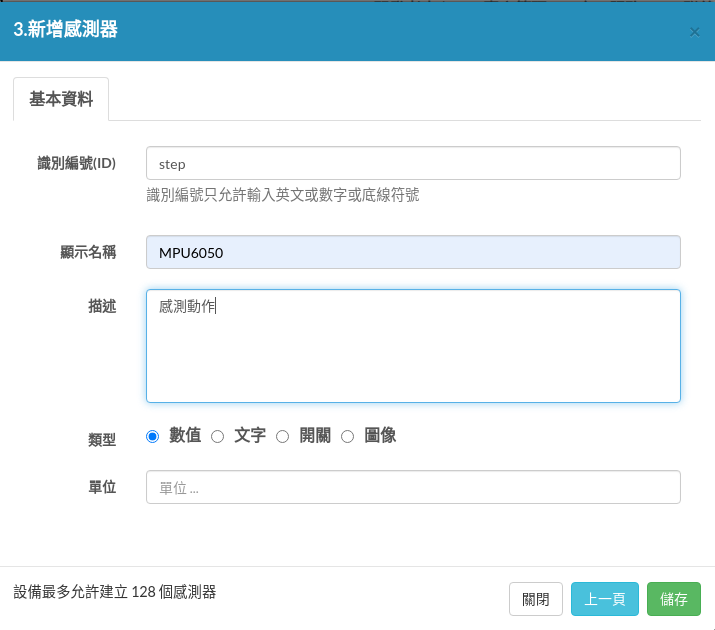 3.新增感測器
×
基本資料
識別編號(ID)
step
識別編號只允許輸入英文或數字或底線符號
顯示名稱
MPU6050
描述
感測動作
類型
數值 文字 開關 圖像
單位
單位 ...
設備最多允許建立 128 個感測器
關閉 上一頁 儲存